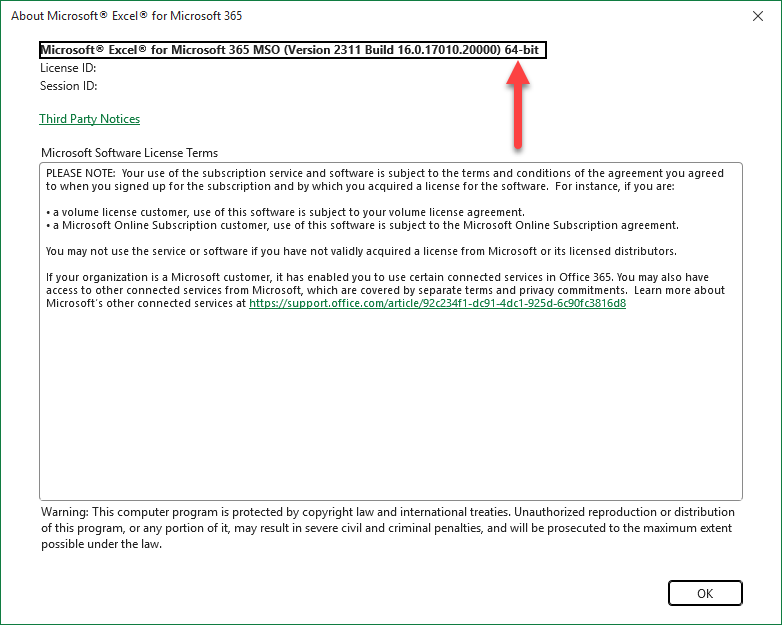 About Microsoft® Excel® for Microsoft 365
Microsoft® Excel® for Microsoft 365 MSO (Version 2311 Build 16.0.17010.20000) 64-bit
License ID:
Session ID:
Third Party Notices
Microsoft Software License Terms
PLEASE NOTE:  Your use of the subscription service and software is subject to the terms and conditions of the agreement you agreed
to when you signed up for the subscription and by which you acquired a license for the software.  For instance, if you are:
• a volume license customer, use of this software is subject to your volume license agreement.
• a Microsoft Online Subscription customer, use of this software is subject to the Microsoft Online Subscription agreement.
You may not use the service or software if you have not validly acquired a license from Microsoft or its licensed distributors.
If your organization is a Microsoft customer, it has enabled you to use certain connected services in Office 365. You may also have
access to other connected services from Microsoft, which are covered by separate terms and privacy commitments.  Learn more about
Microsoft's other connected services at https://support.office.com/article/92c234f1-dc91-4dc1-925d-6c90fc3816d8
Warning: This computer program is protected by copyright law and international treaties. Unauthorized reproduction or distribution
of this program, or any portion of it, may result in severe civil and criminal penalties, and will be prosecuted to the maximum extent
possible under the law.
OK